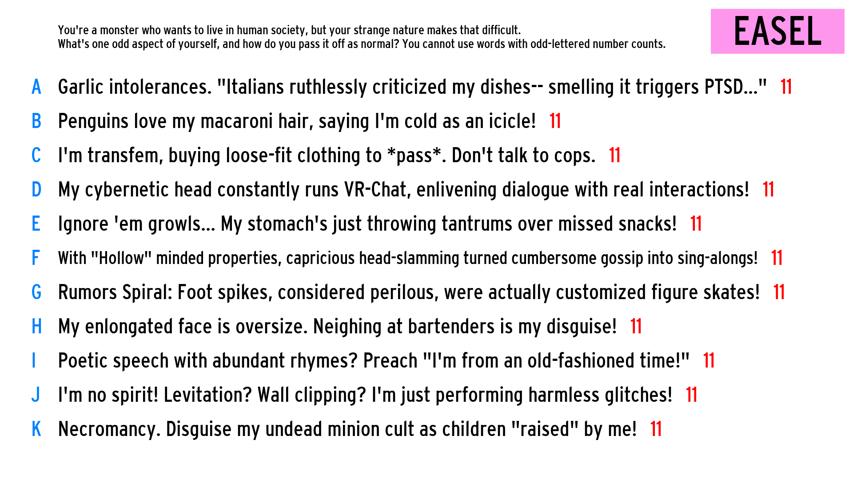 You're a monster who wants to live in human society, but your strange nature makes that difficult.
What's one odd aspect of yourself, and how do you pass it off as normal? You cannot use words with odd-lettered number counts.
EASEL
A Garlic intolerances. "Italians ruthlessly criticized my dishes-- smelling it triggers PTSD..." 11
B Penguins love my macaroni hair, saying I'm cold as an icicle! 11
C I'm transfem, buying loose-fit clothing to *pass*. Don't talk to cops. 11
D My cybernetic head constantly runs VR-Chat, enlivening dialogue with real interactions! 11
E Ignore 'em growls... My stomach's just throwing tantrums over missed snacks! 11
F With "Hollow" minded properties, capricious head-slamming turned cumbersome gossip into sing-alongs! 11
G Rumors Spiral: Foot spikes, considered perilous, were actually customized figure skates! 11
H My enlongated face is oversize. Neighing at bartenders is my disguise! 11
I Poetic speech with abundant rhymes? Preach "I'm from an old-fashioned time!" 11
J I'm no spirit! Levitation? Wall clipping? I'm just performing harmless glitches! 11
K Necromancy. Disguise my undead minion cult as children "raised" by me! 11